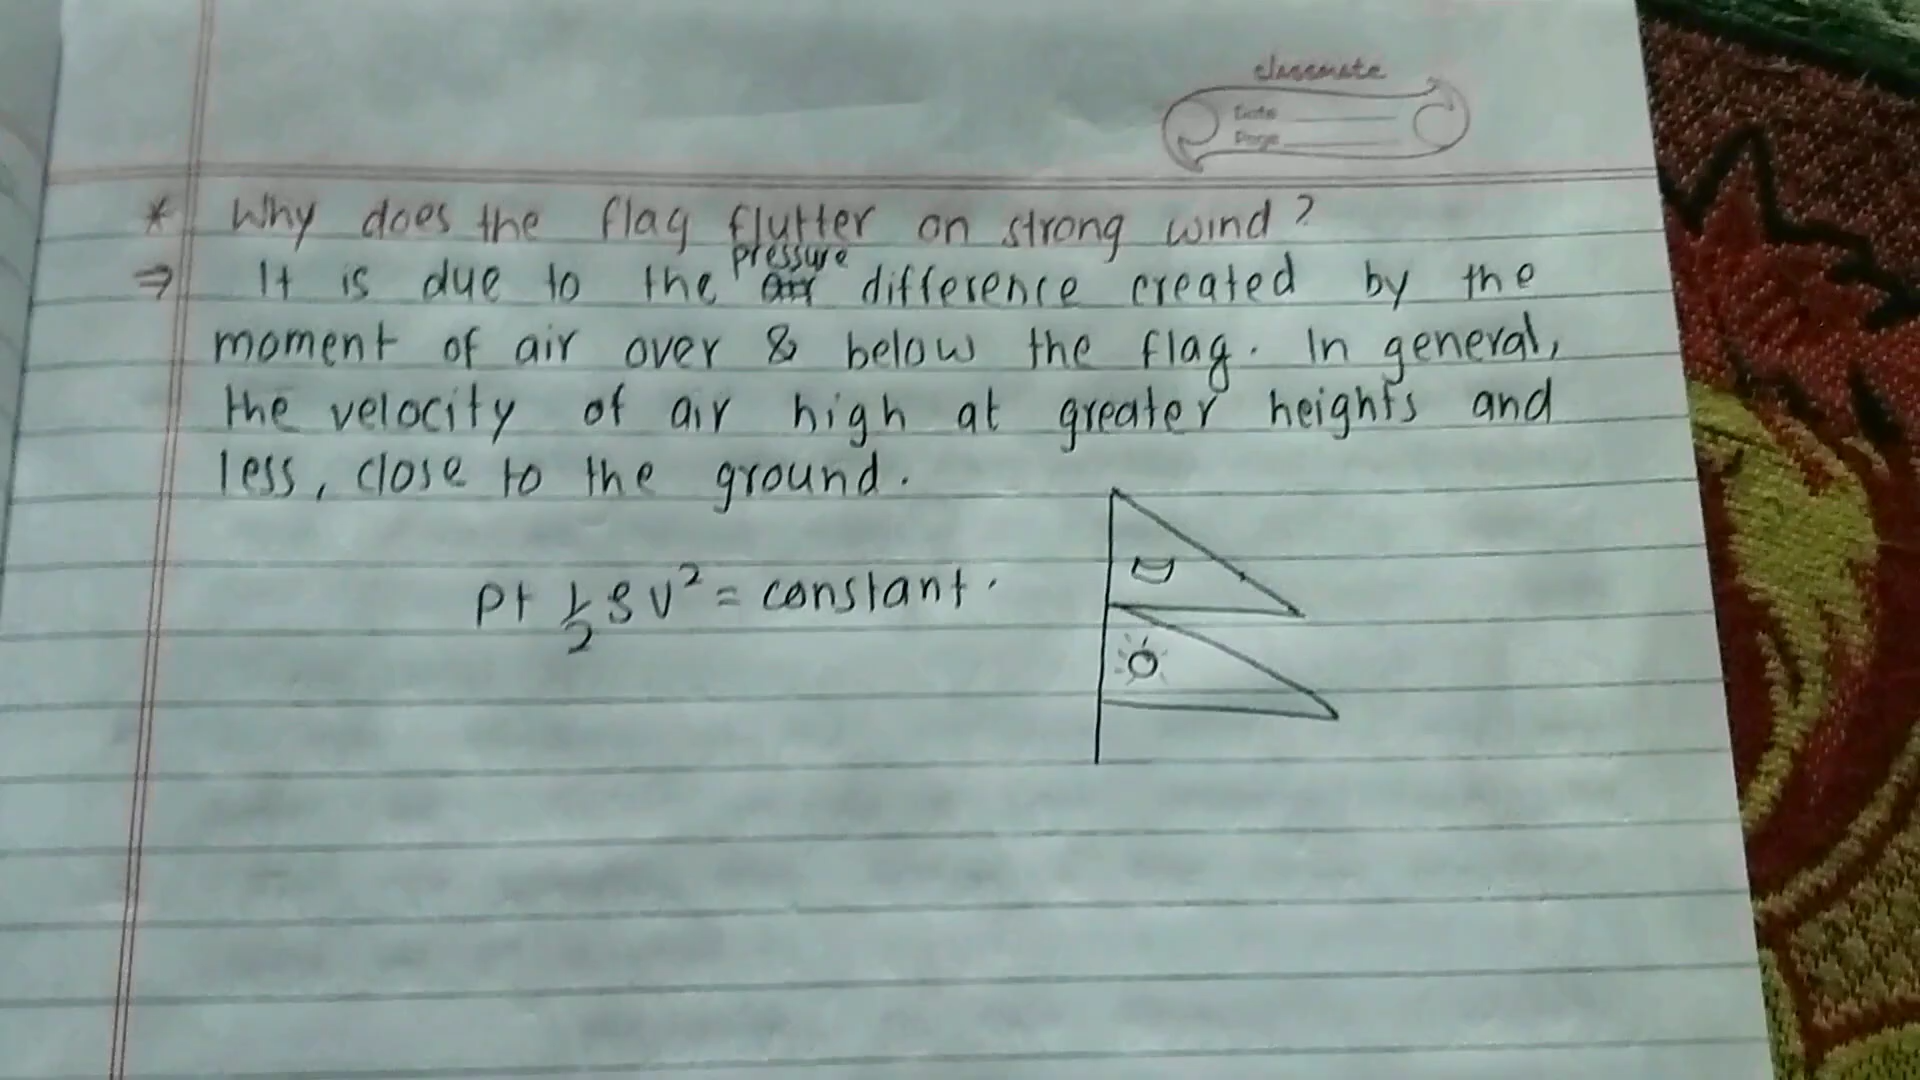 classmate
Date
Page
* Why does the flag flutter on strong wind?
pressure
⇒ It is due to the air difference created by the
moment of air over & below the flag. In general,
the velocity of air high at greater heights and
less, close to the ground.
P+ 1/2 ρ v² = constant.